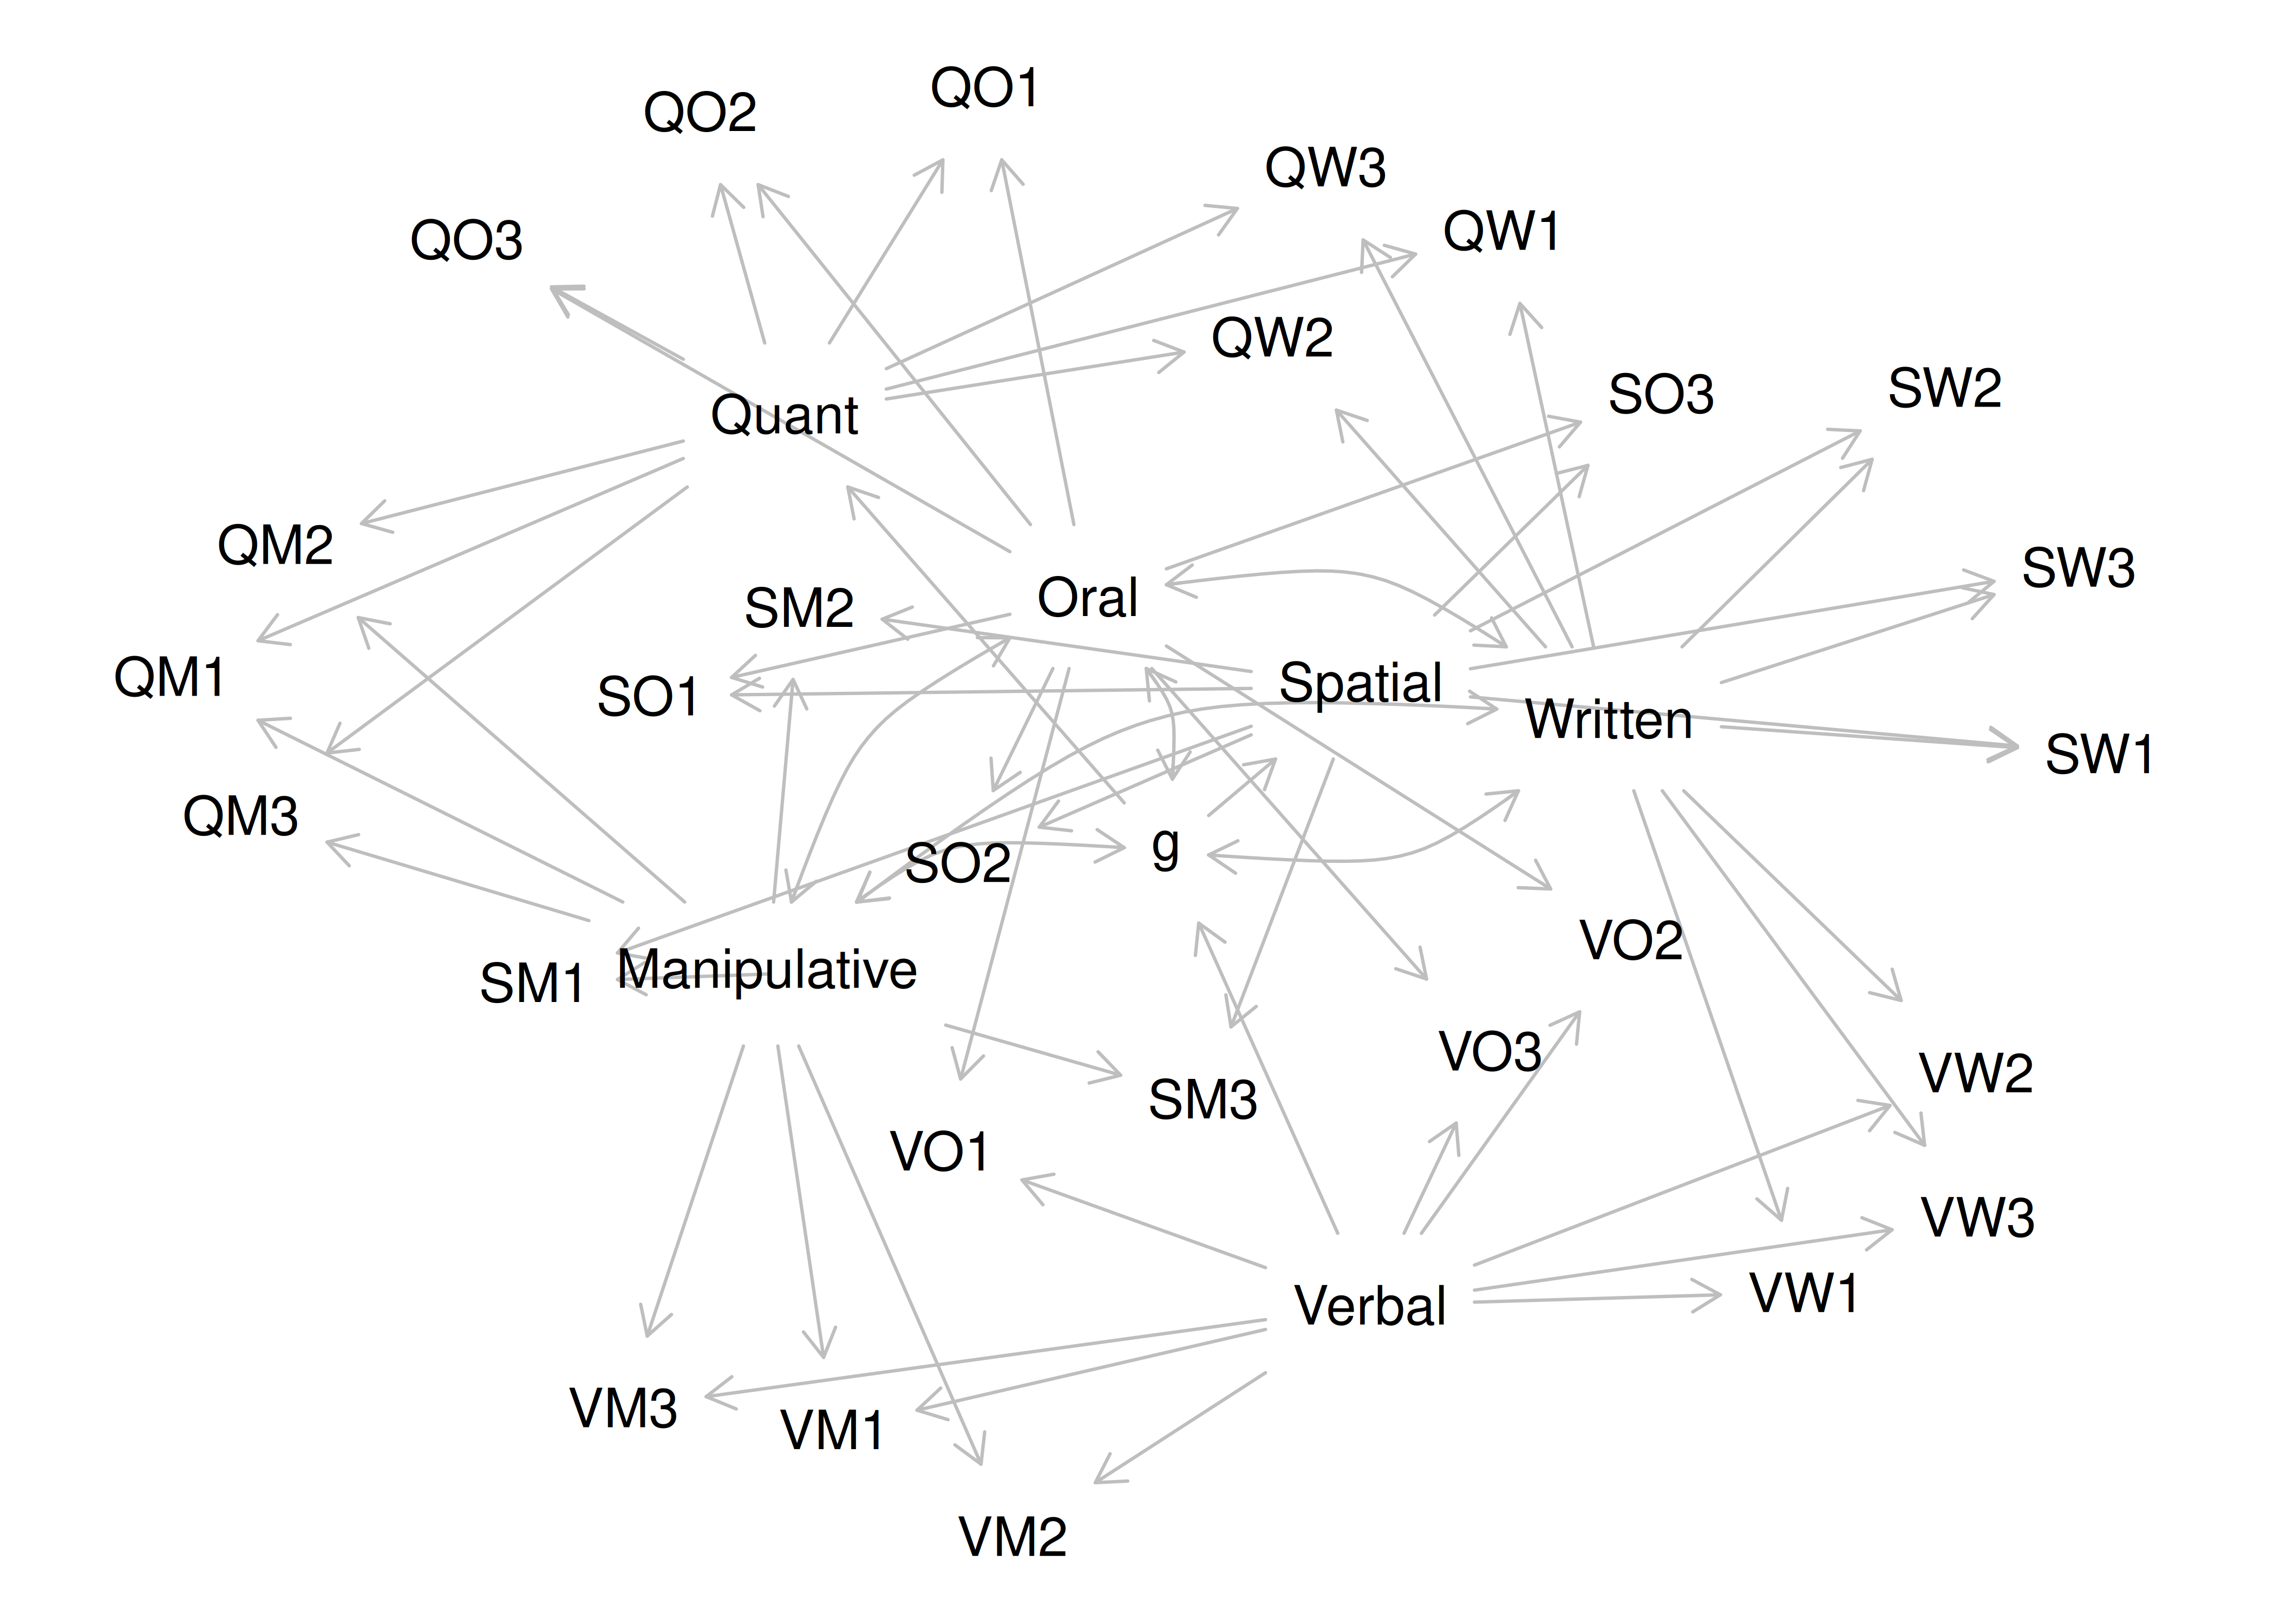 QO1
QO2
QW3
QW1
QO3
QW2
SW2
SO3
Quant
QM2
SW3
Oral
SM2
QM1
Spatial
SO1
Written
SW1
QM3
g
SO2
VO2
Manipulative
SM1
VO3
VW2
SM3
VO1
VW3
VW1
Verbal
VM3
VM1
VM2